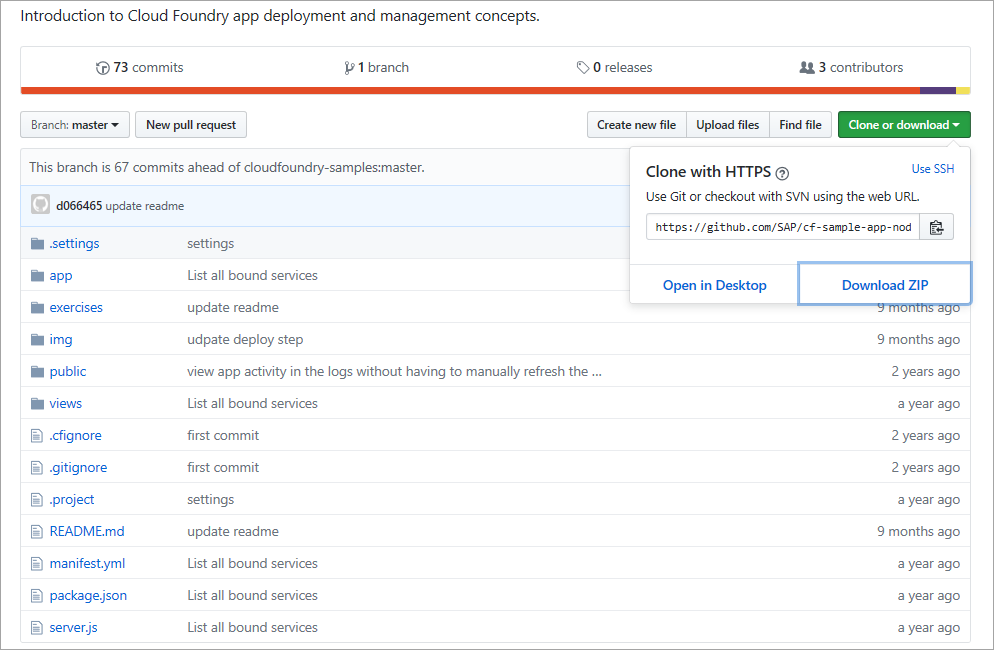 Introduction to Cloud Foundry app deployment and management concepts.
73 commits 1 branch 0 releases 3 contributors
Branch: master New pull request Create new file Upload files Find file Clone or download
This branch is 67 commits ahead of cloudfoundry-samples:master.
Clone with HTTPS ? Use SSH
Use Git or checkout with SVN using the web URL.
https://github.com/SAP/cf-sample-app-nod
Open in Desktop Download ZIP
d066465 update readme
.settings settings
app List all bound services
exercises update readme 9 months ago
img udpate deploy step 9 months ago
public view app activity in the logs without having to manually refresh the ... 2 years ago
views List all bound services a year ago
.cfignore first commit 2 years ago
.gitignore first commit 2 years ago
.project settings a year ago
README.md update readme 9 months ago
manifest.yml List all bound services a year ago
package.json List all bound services a year ago
server.js List all bound services a year ago